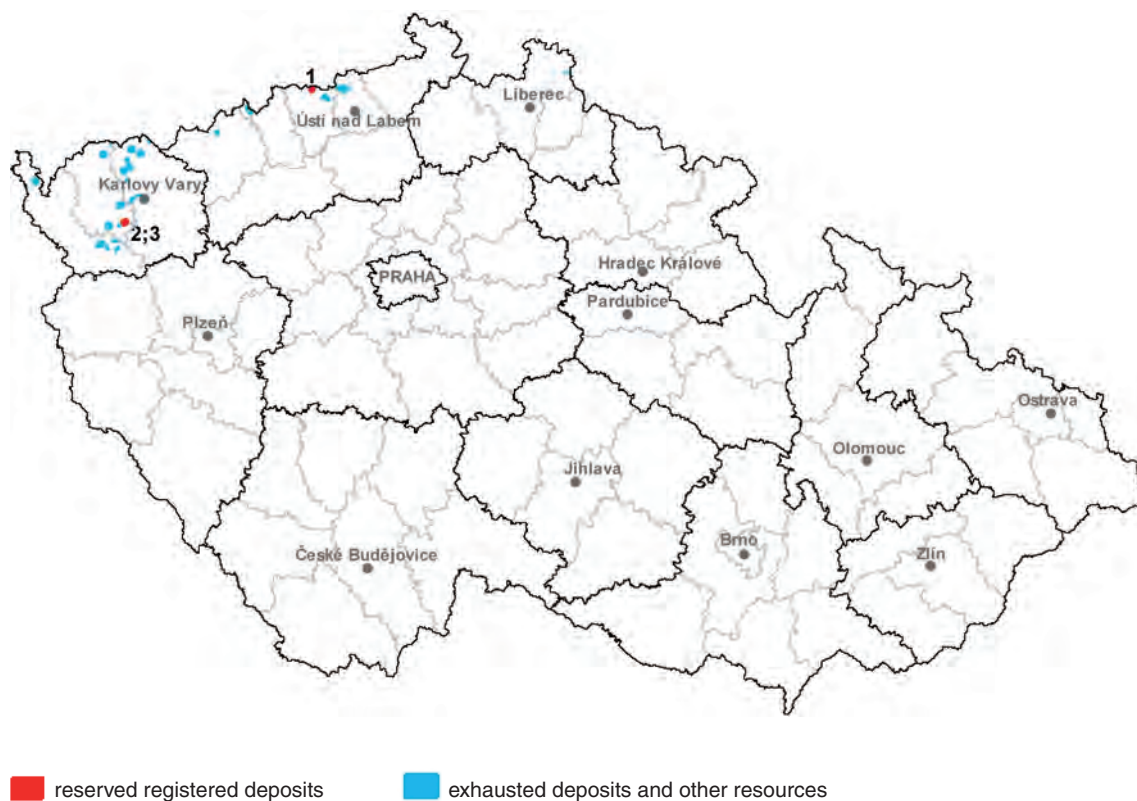 1
Liberec
Ústí nad Labem
Karlovy Vary
2;3
Hradec Králové
PRAHA
Pardubice
Plzeň
Ostrava
Olomouc
Jihlava
Brno
České Budějovice
Zlín
reserved registered deposits
exhausted deposits and other resources